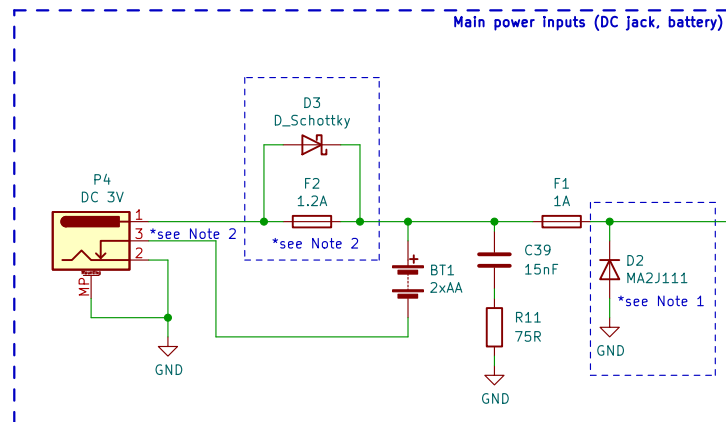 Main power inputs (DC jack, battery)
D3
D_Schottky
P4
DC 3V
F2
1.2A
F1
1A
1
3
2
*see Note 2
*see Note 2
MP
+
BT1
2xAA
C39
15nF
D2
MA2J111
*see Note 1
R11
75R
GND
GND
GND